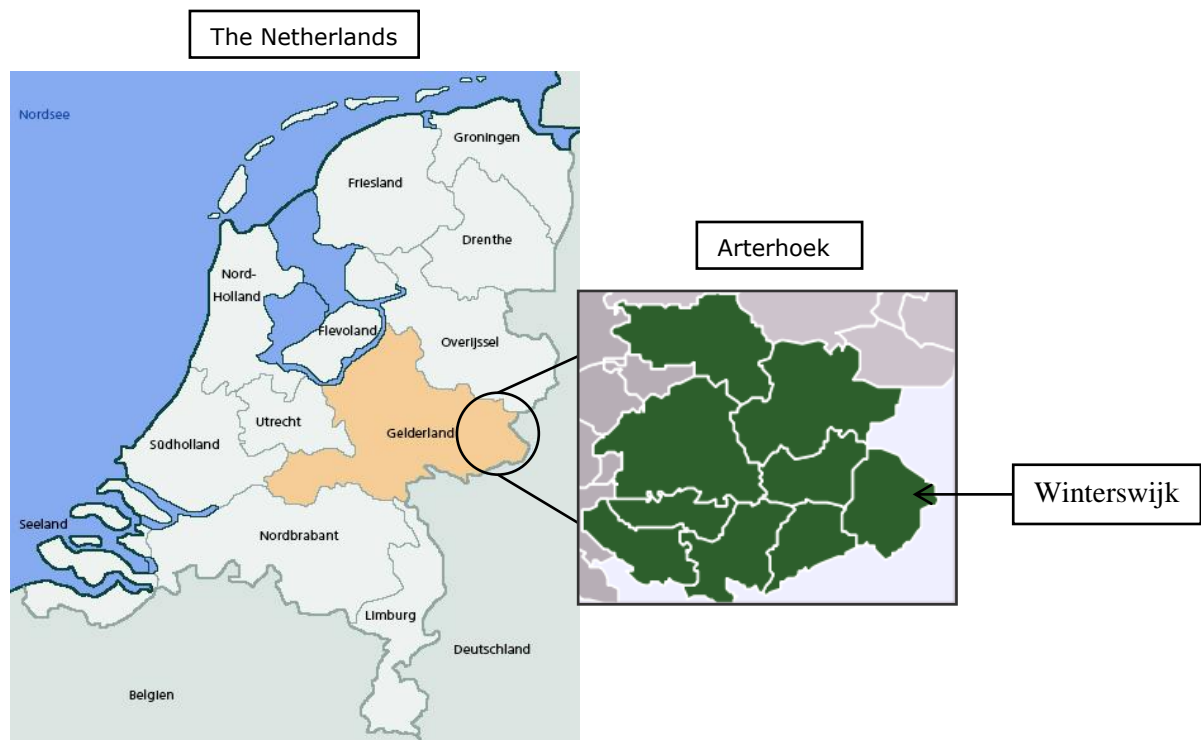 The Netherlands
Nordsee
Groningen
Friesland
Drenthe
Nord-
Holland
Flevoland
Overijssel
Utrecht
Gelderland
Südholland
Seeland
Nordbrabant
Limburg
Deutschland
Belgien
Arterhoek
Winterswijk